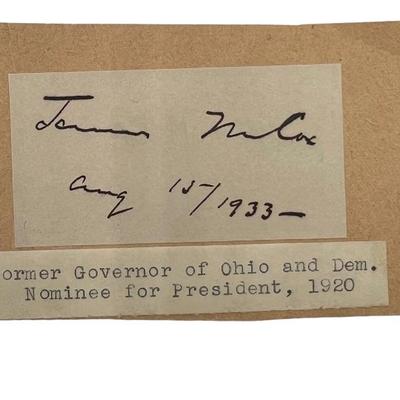 James M Cox
Aug 15/1933—
ormer Governor of Ohio and Dem.
Nominee for President, 1920